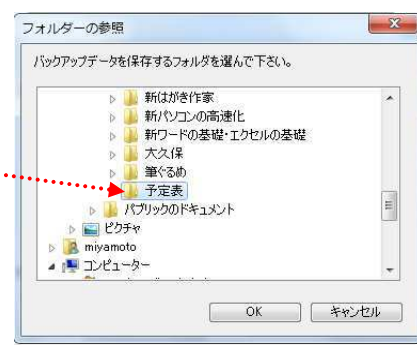 フォルダーの参照
バックアップデータを保存するフォルダを選んで下さい。
新はがき作家
新パソコンの高速化
新ワードの基礎・エクセルの基礎
大久保
筆ぐるめ
予定表
パブリックのドキュメント
ピクチャ
miyamoto
コンピューター
OK
キャンセル